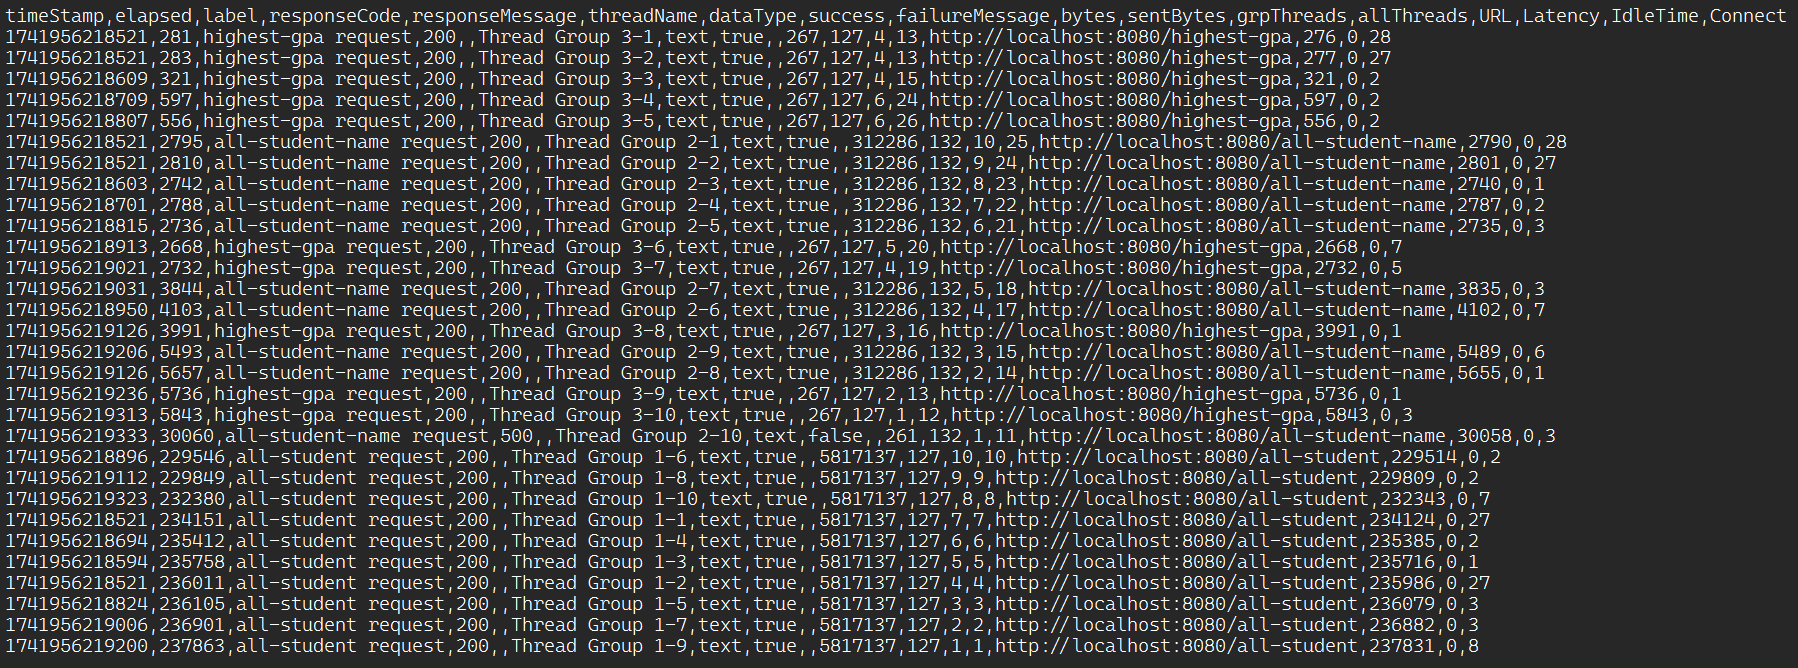 timeStamp,elapsed,label,responseCode,responseMessage,threadName,dataType,success,failureMessage,bytes,sentBytes,grpThreads,allThreads,URL,Latency,IdleTime,Connect
1741956218521,281,highest-gpa request,200,,Thread Group 3-1,text,true,,267,127,4,13,http://localhost:8080/highest-gpa,276,0,28
1741956218521,283,highest-gpa request,200,,Thread Group 3-2,text,true,,267,127,4,13,http://localhost:8080/highest-gpa,277,0,27
1741956218609,321,highest-gpa request,200,,Thread Group 3-3,text,true,,267,127,4,15,http://localhost:8080/highest-gpa,321,0,2
1741956218709,597,highest-gpa request,200,,Thread Group 3-4,text,true,,267,127,6,24,http://localhost:8080/highest-gpa,597,0,2
1741956218807,556,highest-gpa request,200,,Thread Group 3-5,text,true,,267,127,6,26,http://localhost:8080/highest-gpa,556,0,2
1741956218521,2795,all-student-name request,200,,Thread Group 2-1,text,true,,312286,132,10,25,http://localhost:8080/all-student-name,2790,0,28
1741956218521,2810,all-student-name request,200,,Thread Group 2-2,text,true,,312286,132,9,24,http://localhost:8080/all-student-name,2801,0,27
1741956218603,2742,all-student-name request,200,,Thread Group 2-3,text,true,,312286,132,8,23,http://localhost:8080/all-student-name,2740,0,1
1741956218701,2788,all-student-name request,200,,Thread Group 2-4,text,true,,312286,132,7,22,http://localhost:8080/all-student-name,2787,0,2
1741956218815,2736,all-student-name request,200,,Thread Group 2-5,text,true,,312286,132,6,21,http://localhost:8080/all-student-name,2735,0,3
1741956218913,2668,highest-gpa request,200,,Thread Group 3-6,text,true,,267,127,5,20,http://localhost:8080/highest-gpa,2668,0,7
1741956219021,2732,highest-gpa request,200,,Thread Group 3-7,text,true,,267,127,4,19,http://localhost:8080/highest-gpa,2732,0,5
1741956219031,3844,all-student-name request,200,,Thread Group 2-7,text,true,,312286,132,5,18,http://localhost:8080/all-student-name,3835,0,3
1741956218950,4103,all-student-name request,200,,Thread Group 2-6,text,true,,312286,132,4,17,http://localhost:8080/all-student-name,4102,0,7
1741956219126,3991,highest-gpa request,200,,Thread Group 3-8,text,true,,267,127,3,16,http://localhost:8080/highest-gpa,3991,0,1
1741956219206,5493,all-student-name request,200,,Thread Group 2-9,text,true,,312286,132,3,15,http://localhost:8080/all-student-name,5489,0,6
1741956219126,5657,all-student-name request,200,,Thread Group 2-8,text,true,,312286,132,2,14,http://localhost:8080/all-student-name,5655,0,1
1741956219236,5736,highest-gpa request,200,,Thread Group 3-9,text,true,,267,127,2,13,http://localhost:8080/highest-gpa,5736,0,1
1741956219313,5843,highest-gpa request,200,,Thread Group 3-10,text,true,,267,127,1,12,http://localhost:8080/highest-gpa,5843,0,3
1741956219333,30060,all-student-name request,500,,Thread Group 2-10,text,false,,261,132,1,11,http://localhost:8080/all-student-name,30058,0,3
1741956218896,229546,all-student request,200,,Thread Group 1-6,text,true,,5817137,127,10,10,http://localhost:8080/all-student,229514,0,2
1741956219112,229849,all-student request,200,,Thread Group 1-8,text,true,,5817137,127,9,9,http://localhost:8080/all-student,229809,0,2
1741956219323,232380,all-student request,200,,Thread Group 1-10,text,true,,5817137,127,8,8,http://localhost:8080/all-student,232343,0,7
1741956218521,234151,all-student request,200,,Thread Group 1-1,text,true,,5817137,127,7,7,http://localhost:8080/all-student,234124,0,27
1741956218694,235412,all-student request,200,,Thread Group 1-4,text,true,,5817137,127,6,6,http://localhost:8080/all-student,235385,0,2
1741956218594,235758,all-student request,200,,Thread Group 1-3,text,true,,5817137,127,5,5,http://localhost:8080/all-student,235716,0,1
1741956218521,236011,all-student request,200,,Thread Group 1-2,text,true,,5817137,127,4,4,http://localhost:8080/all-student,235986,0,27
1741956218824,236105,all-student request,200,,Thread Group 1-5,text,true,,5817137,127,3,3,http://localhost:8080/all-student,236079,0,3
1741956219006,236901,all-student request,200,,Thread Group 1-7,text,true,,5817137,127,2,2,http://localhost:8080/all-student,236882,0,3
1741956219200,237863,all-student request,200,,Thread Group 1-9,text,true,,5817137,127,1,1,http://localhost:8080/all-student,237831,0,8